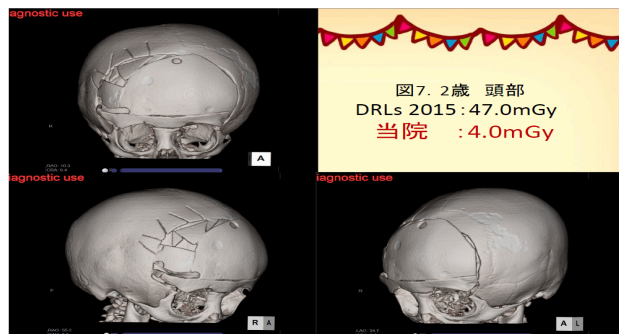 agnostic use
A
図7. 2歳 頭部
DRLs 2015:47.0mGy
当院 :4.0mGy
iagnostic use
R A
iagnostic use
A L